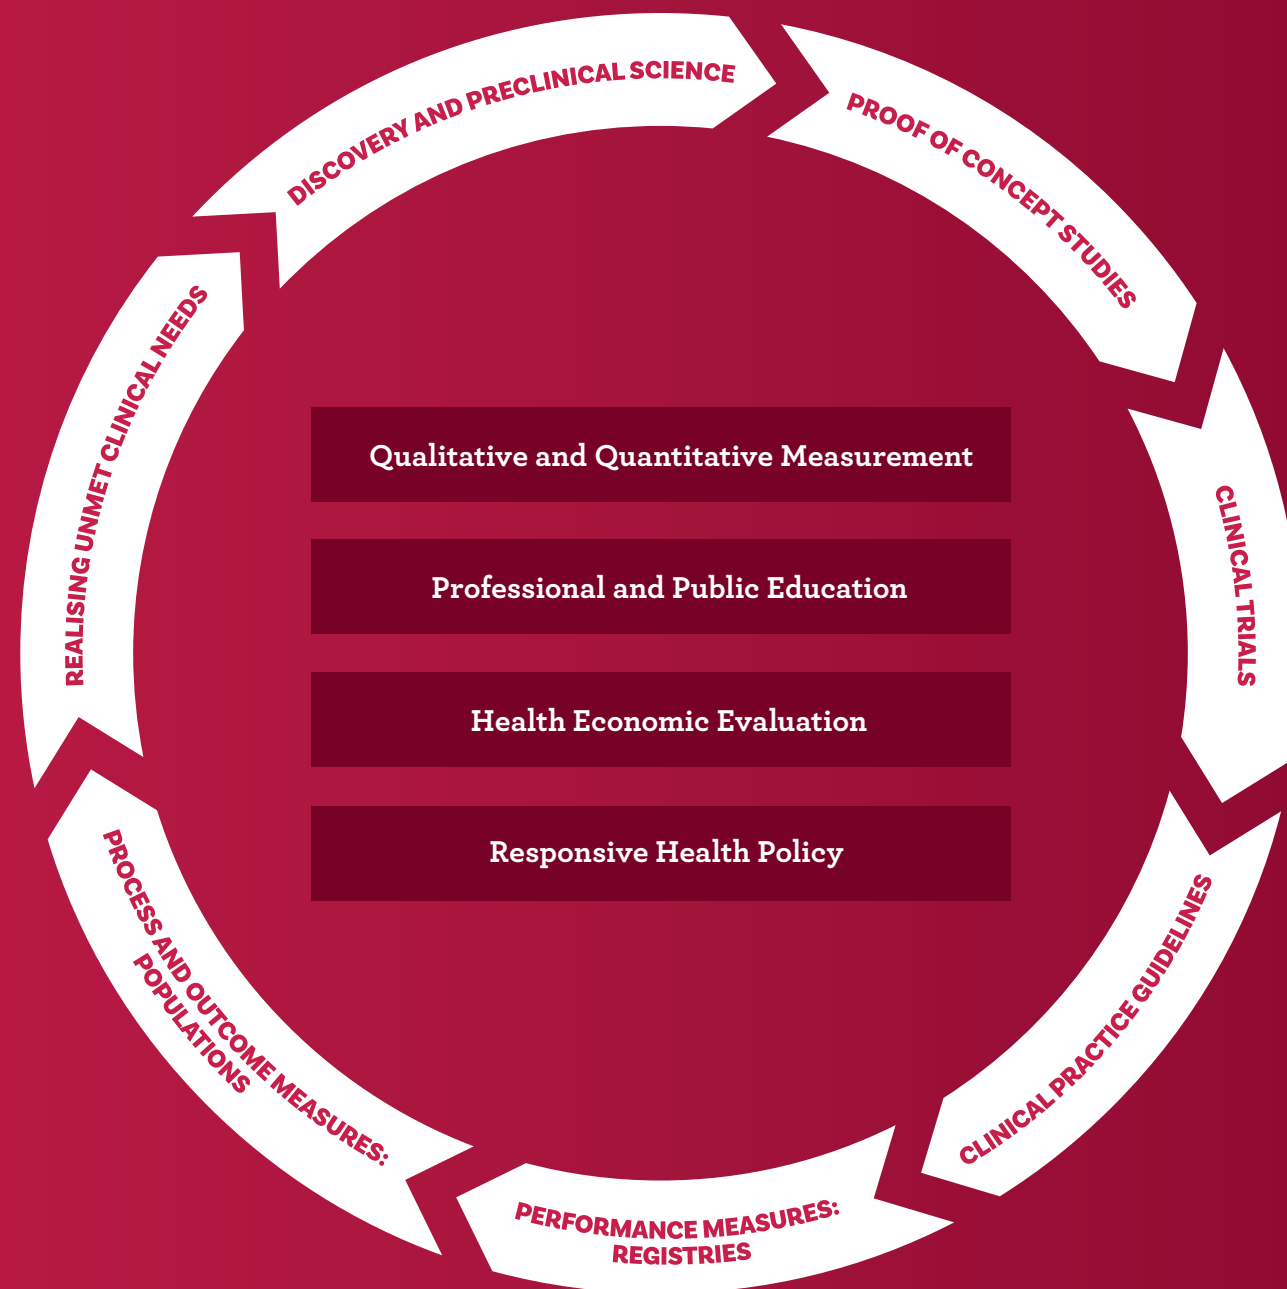 DISCOVERY AND PRECLINICAL SCIENCE
PROOF OF CONCEPT STUDIES
CLINICAL TRIALS
CLINICAL PRACTICE GUIDELINES
PERFORMANCE MEASURES:
REGISTRIES
PROCESS AND OUTCOME MEASURES:
POPULATIONS
REALISING UNMET CLINICAL NEEDS
Qualitative and Quantitative Measurement
Professional and Public Education
Health Economic Evaluation
Responsive Health Policy